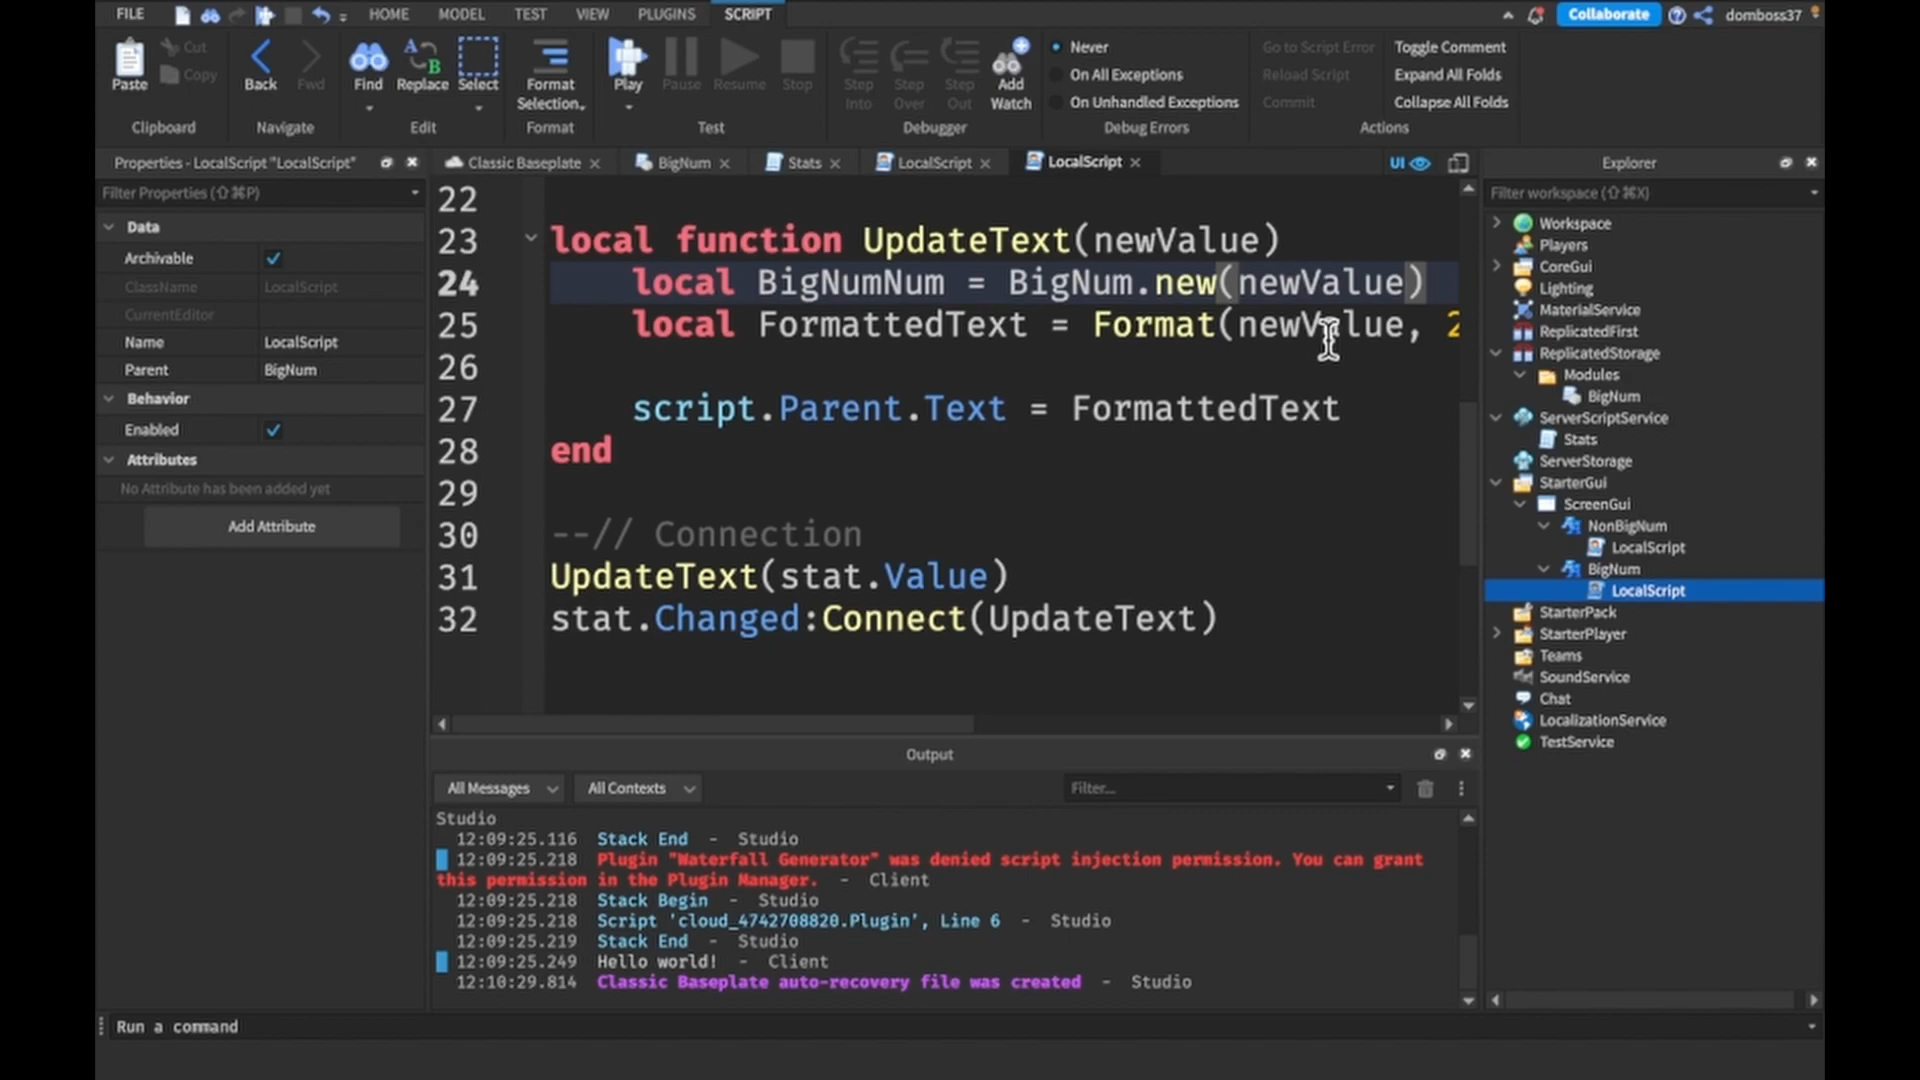 FILE HOME MODEL TEST VIEW PLUGINS SCRIPT Collaborate domboss37
Paste Cut Copy
Clipboard
Back Fwd
Navigate
Find Replace Select
Edit
Format Selection
Format
Play Pause Resume Stop
Test
Step Into Step Over Step Out Add Watch
Debugger
Never
On All Exceptions
On Unhandled Exceptions
Debug Errors
Go to Script Error
Reload Script
Commit
Toggle Comment
Expand All Folds
Collapse All Folds
Actions
Properties - LocalScript "LocalScript"
Filter Properties (⇧⌘P)
Data
Archivable
ClassName LocalScript
CurrentEditor
Name LocalScript
Parent BigNum
Behavior
Enabled
Attributes
No Attribute has been added yet
Add Attribute
Classic Baseplate BigNum Stats LocalScript LocalScript UI
22
23 local function UpdateText(newValue)
24 local BigNumNum = BigNum.new(newValue)
25 local FormattedText = Format(newValue, 2
26
27 script.Parent.Text = FormattedText
28 end
29
30 --// Connection
31 UpdateText(stat.Value)
32 stat.Changed:Connect(UpdateText)
Output
All Messages All Contexts Filter...
Studio
12:09:25.116 Stack End - Studio
12:09:25.218 Plugin "Waterfall Generator" was denied script injection permission. You can grant
this permission in the Plugin Manager. - Client
12:09:25.218 Stack Begin - Studio
12:09:25.218 Script 'cloud_4742708820.Plugin', Line 6 - Studio
12:09:25.219 Stack End - Studio
12:09:25.249 Hello world! - Client
12:10:29.814 Classic Baseplate auto-recovery file was created - Studio
Run a command
Explorer
Filter workspace (⇧⌘X)
Workspace
Players
CoreGui
Lighting
MaterialService
ReplicatedFirst
ReplicatedStorage
Modules
BigNum
ServerScriptService
Stats
ServerStorage
StarterGui
ScreenGui
NonBigNum
LocalScript
BigNum
LocalScript
StarterPack
StarterPlayer
Teams
SoundService
Chat
LocalizationService
TestService